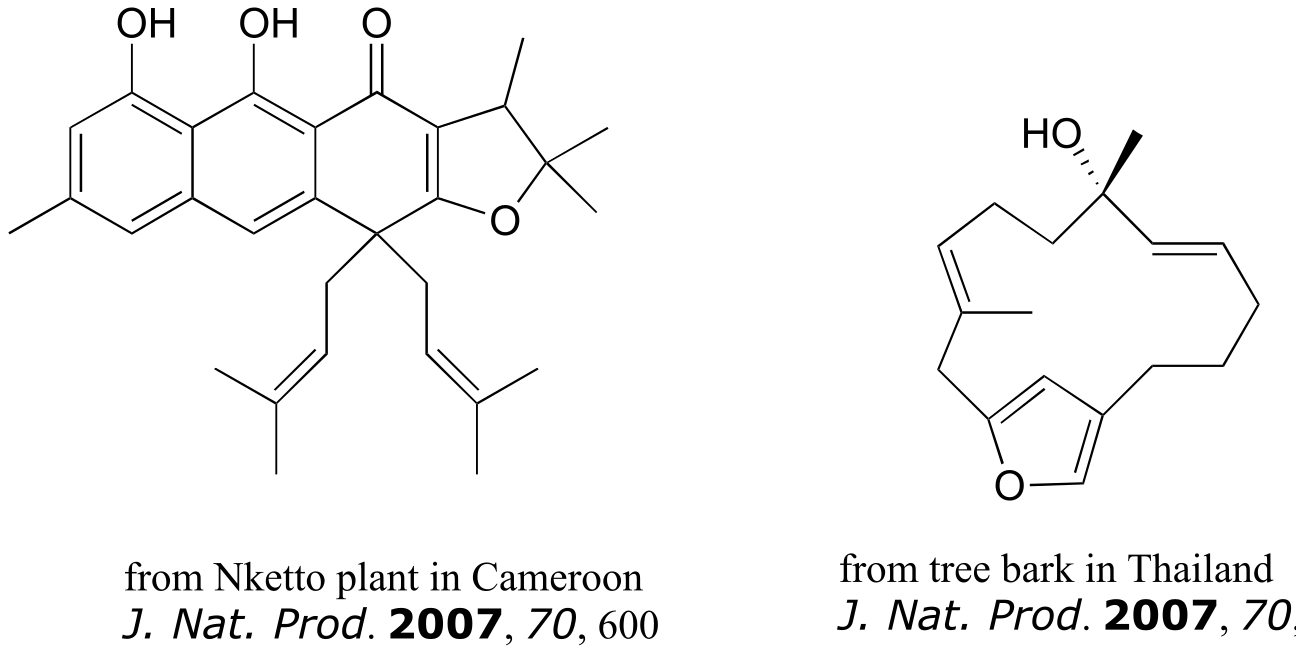 OH OH O
O
HO
O
from Nketto plant in Cameroon
J. Nat. Prod. 2007, 70, 600
from tree bark in Thailand
J. Nat. Prod. 2007, 70,